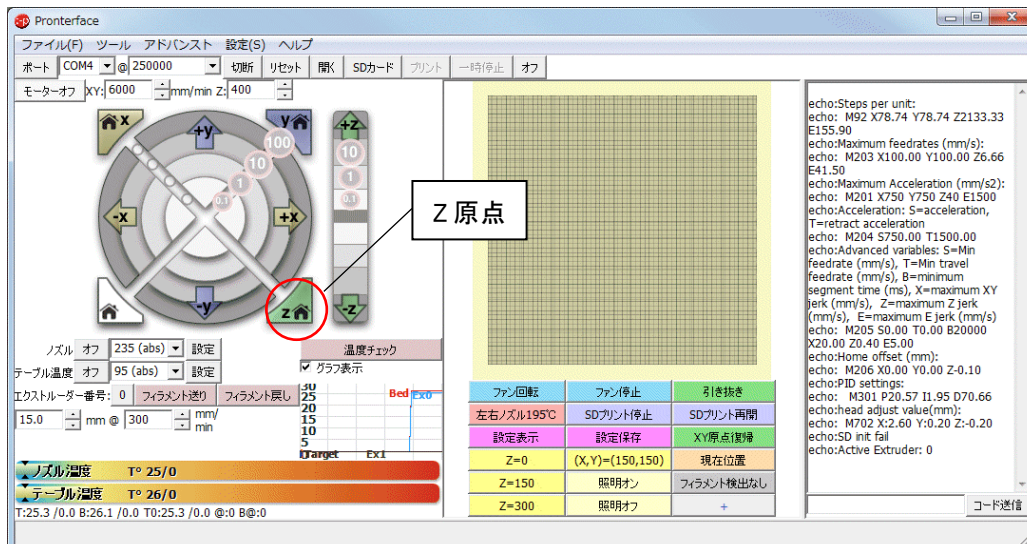 Pronterface
ファイル(F) ツール アドバンスト 設定(S) ヘルプ
ポート COM4 @ 250000 切断 リセット 開く SDカード プリント 一時停止 オフ
モーターオフ XY: 6000 mm/min Z: 400
x +y y 100 10 1 0.1 -x +x -y z
+z 10 1 0.1 -z
Z 原点
ノズル オフ 235 (abs) 設定 温度チェック
テーブル温度 オフ 95 (abs) 設定 グラフ表示
エクストルーダー番号: 0 フィラメント送り フィラメント戻し
15.0 mm @ 300 mm/min
30 Bed Ex0
25
20
15
10
5
Target Ex1
ノズル温度 T° 25/0
テーブル温度 T° 26/0
T:25.3 /0.0 B:26.1 /0.0 T0:25.3 /0.0 @:0 B@:0
ファン回転 ファン停止 引き抜き
左右ノズル195℃ SDプリント停止 SDプリント再開
設定表示 設定保存 XY原点復帰
Z=0 (X,Y)=(150,150) 現在位置
Z=150 照明オン フィラメント検出なし
Z=300 照明オフ +
echo:Steps per unit:
echo: M92 X78.74 Y78.74 Z2133.33
E155.90
echo:Maximum feedrates (mm/s):
echo: M203 X100.00 Y100.00 Z6.66
E41.50
echo:Maximum Acceleration (mm/s2):
echo: M201 X750 Y750 Z40 E1500
echo:Acceleration: S=acceleration,
T=retract acceleration
echo: M204 S750.00 T1500.00
echo:Advanced variables: S=Min
feedrate (mm/s), T=Min travel
feedrate (mm/s), B=minimum
segment time (ms), X=maximum XY
jerk (mm/s), Z=maximum Z jerk
(mm/s), E=maximum E jerk (mm/s)
echo: M205 S0.00 T0.00 B20000
X20.00 Z0.40 E5.00
echo:Home offset (mm):
echo: M206 X0.00 Y0.00 Z-0.10
echo:PID settings:
echo: M301 P20.57 I1.95 D70.66
echo:head adjust value(mm):
echo: M702 X:2.60 Y:0.20 Z:-0.20
echo:SD init fail
echo:Active Extruder: 0
コード送信